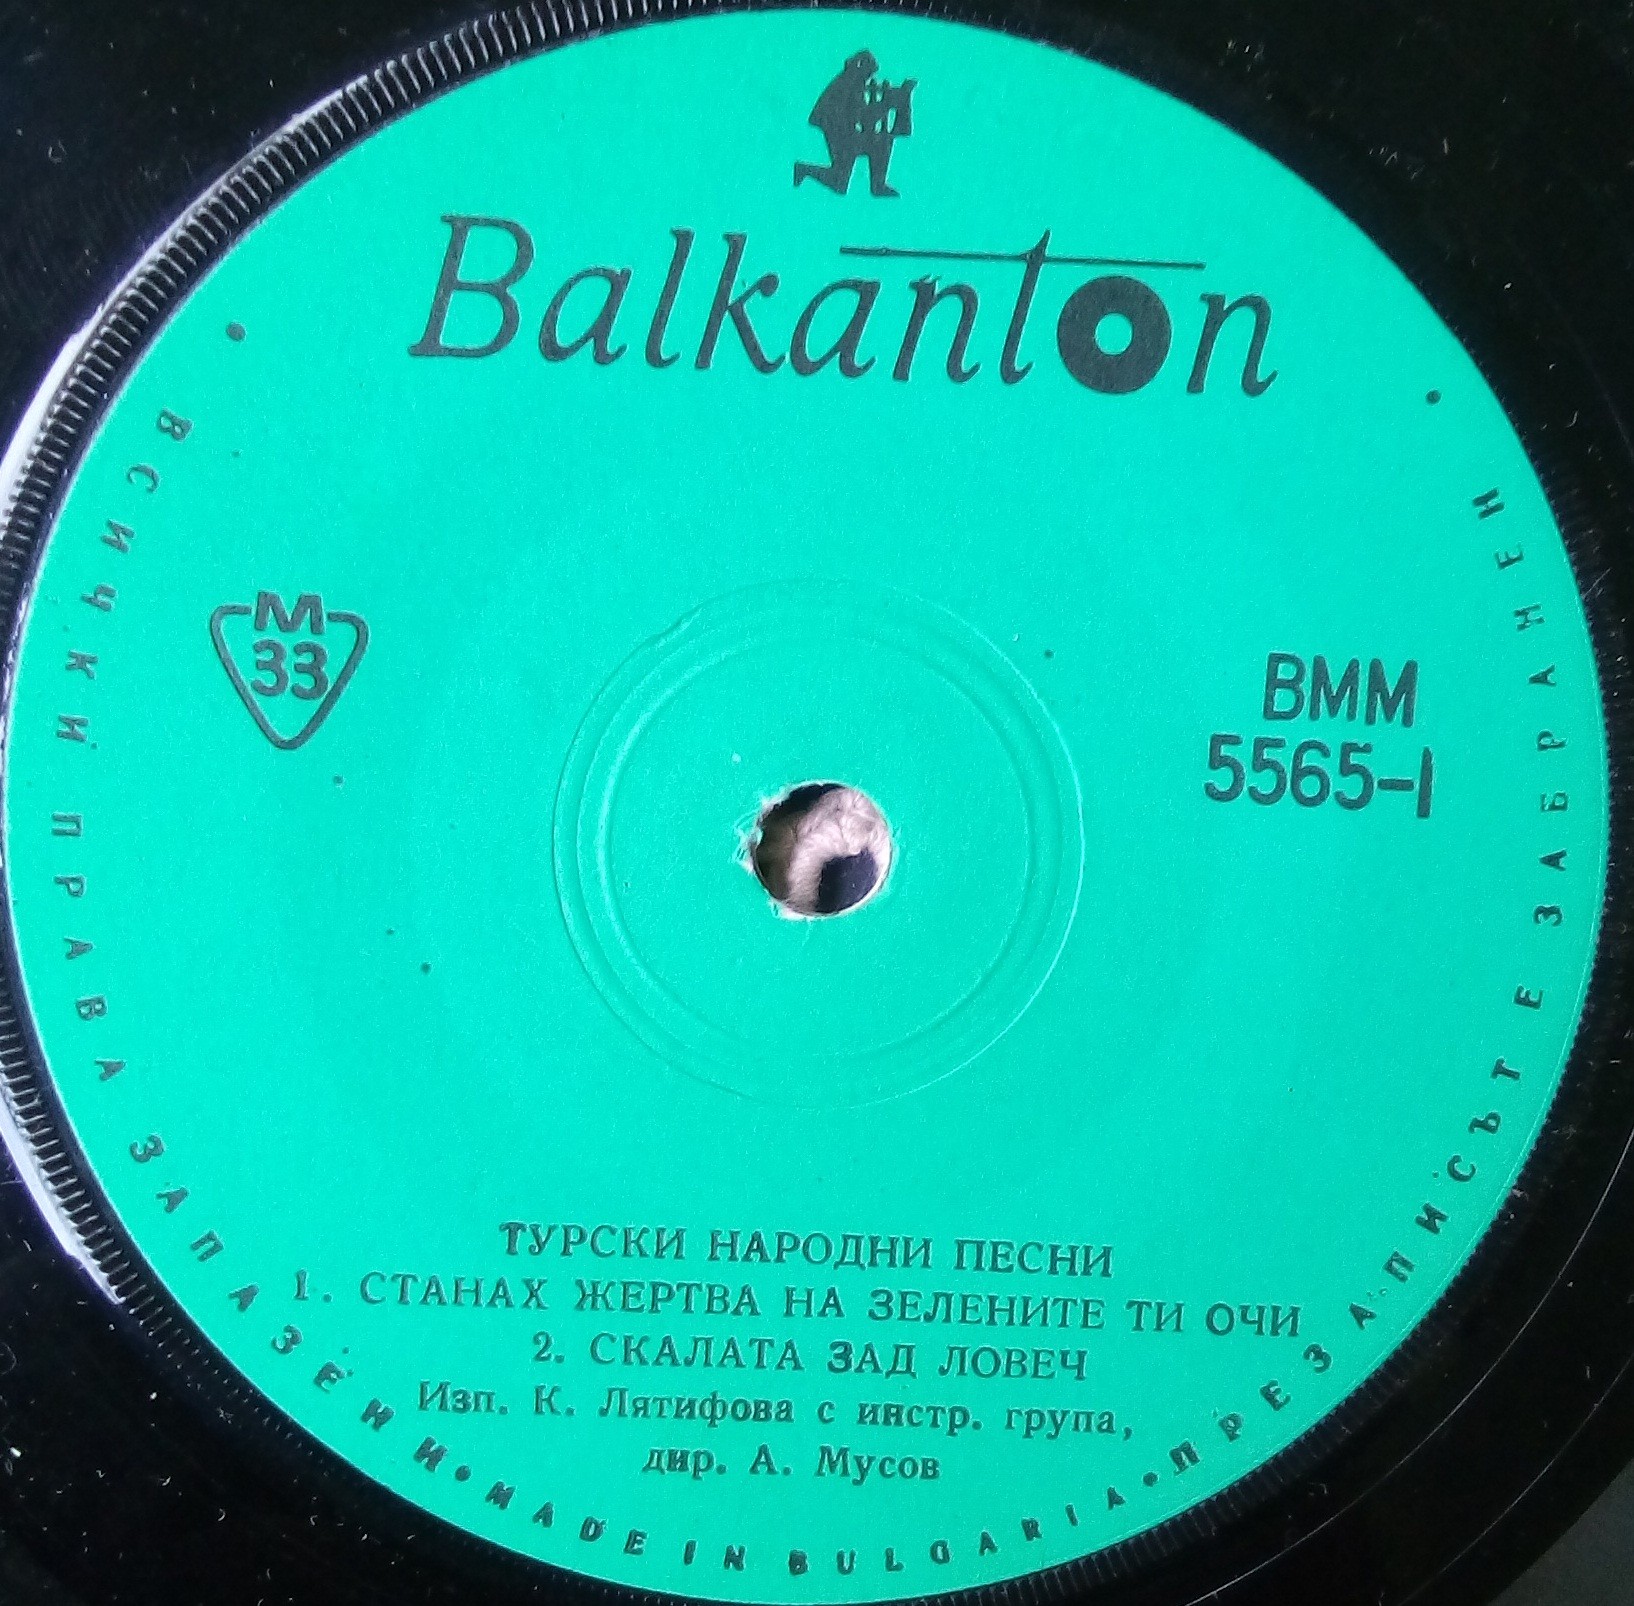 Balkanton
М
33
ВММ
5565-I
ТУРСКИ НАРОДНИ ПЕСНИ
1. СТАНАХ ЖЕРТВА НА ЗЕЛЕНИТЕ ТИ ОЧИ
2. СКАЛАТА ЗАД ЛОВЕЧ
Изп. К. Лятифова с инстр. група,
дир. А. Мусов
• ВСИЧКИ ПРАВА ЗАПАЗЕНИ • MADE IN BULGARIA • ПРЕЗАПИСЪТ Е ЗАБРАНЕН •